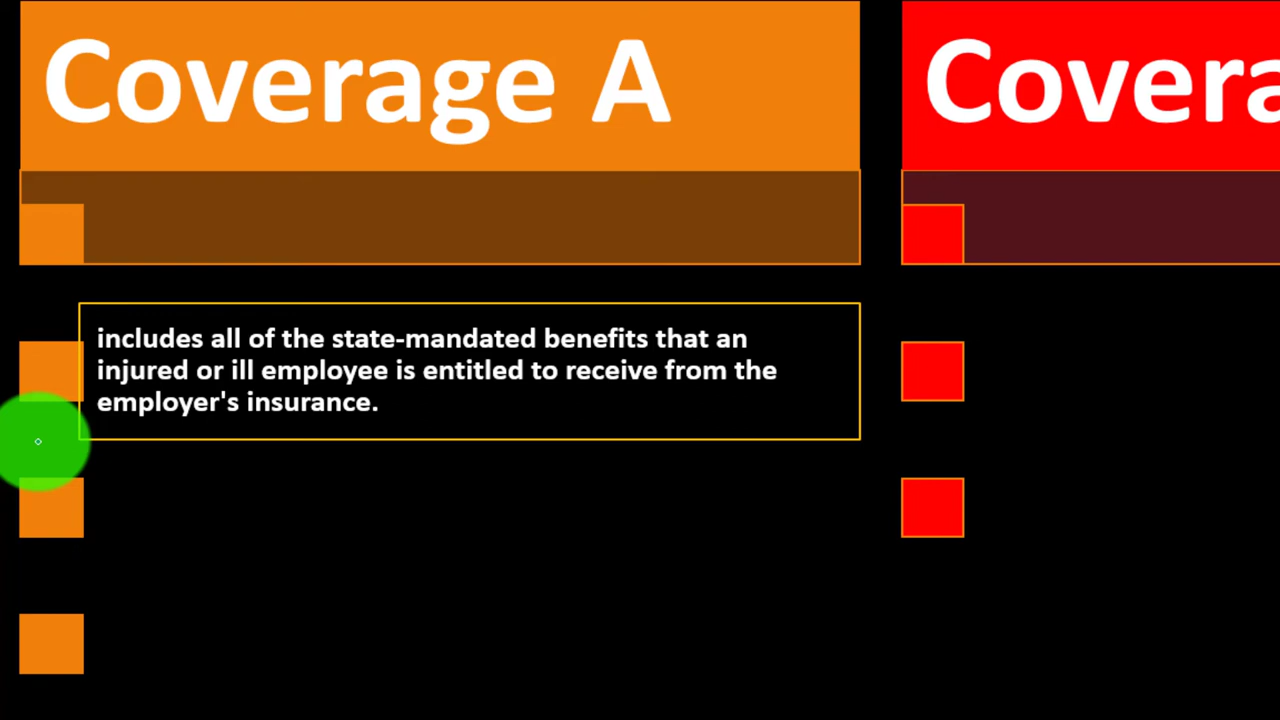 Coverage A
Covera
includes all of the state-mandated benefits that an
injured or ill employee is entitled to receive from the
employer's insurance.